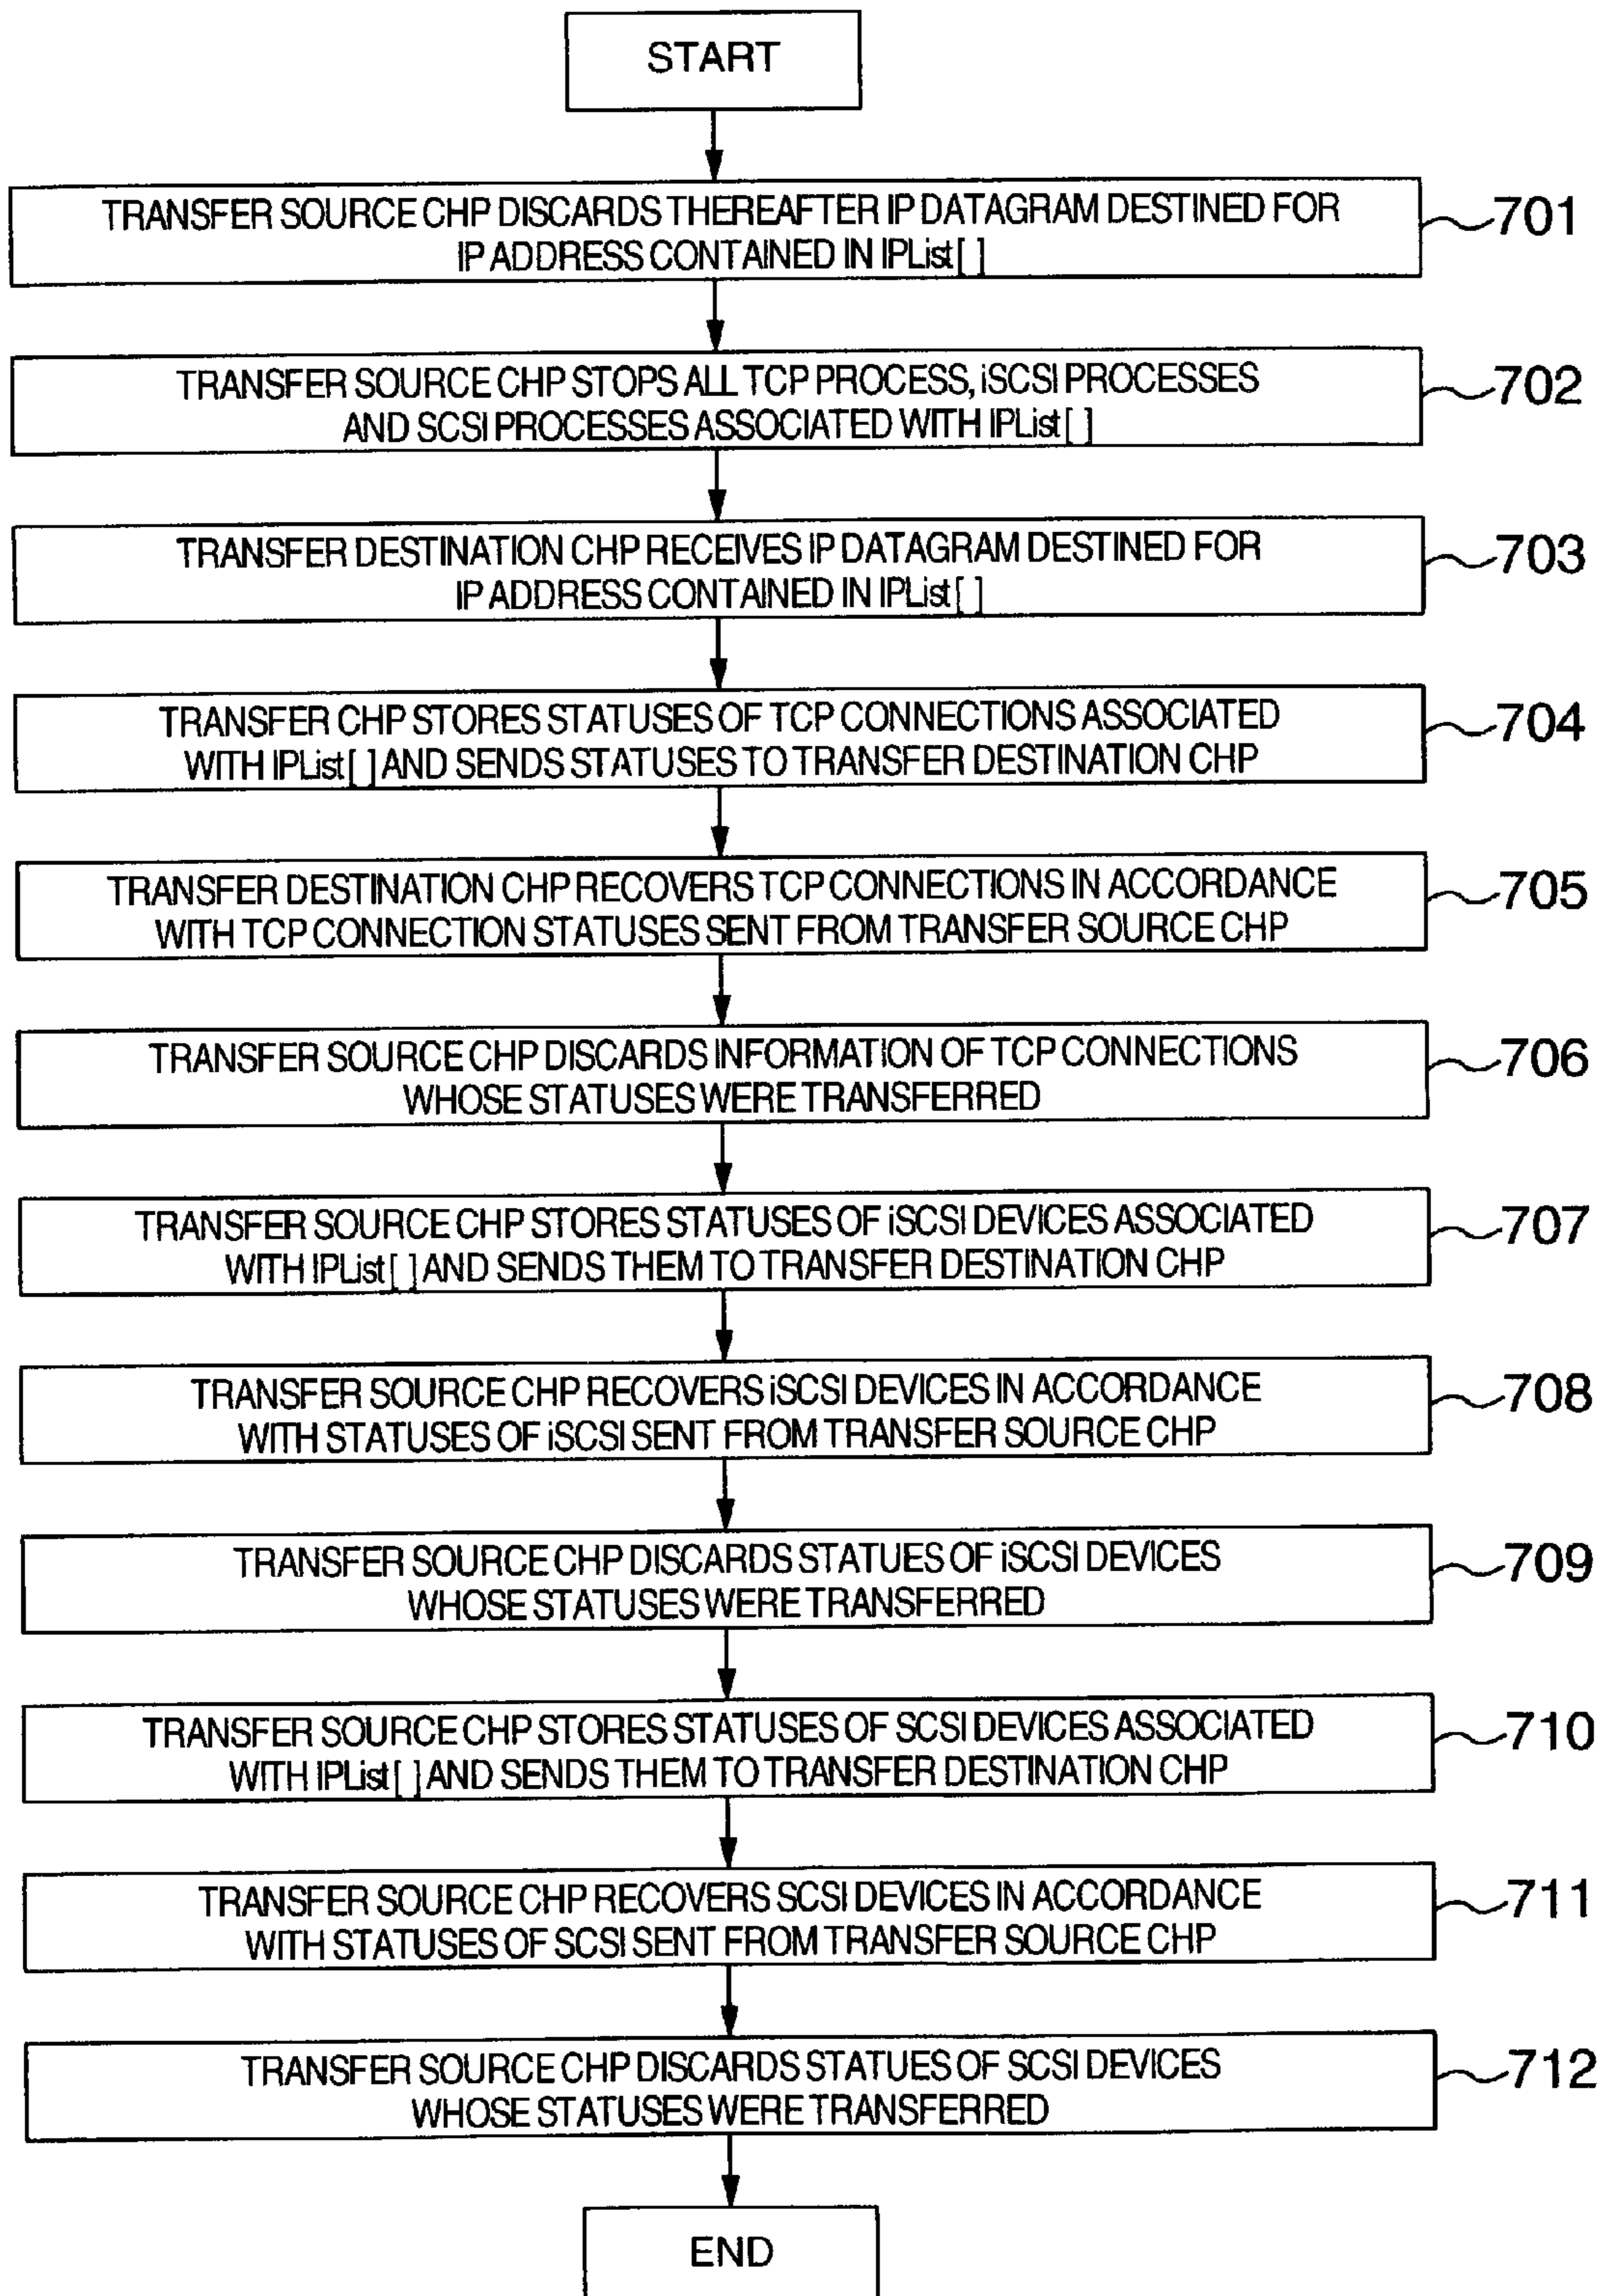 START
TRANSFER SOURCE CHP DISCARDS THEREAFTER IP DATAGRAM DESTINED FOR
IP ADDRESS CONTAINED IN IPList[ ]
701
TRANSFER SOURCE CHP STOPS ALL TCP PROCESS, iSCSI PROCESSES
AND SCSI PROCESSES ASSOCIATED WITH IPList[ ]
702
TRANSFER DESTINATION CHP RECEIVES IP DATAGRAM DESTINED FOR
IP ADDRESS CONTAINED IN IPList[ ]
703
TRANSFER CHP STORES STATUSES OF TCP CONNECTIONS ASSOCIATED
WITH IPList[ ] AND SENDS STATUSES TO TRANSFER DESTINATION CHP
704
TRANSFER DESTINATION CHP RECOVERS TCP CONNECTIONS IN ACCORDANCE
WITH TCP CONNECTION STATUSES SENT FROM TRANSFER SOURCE CHP
705
TRANSFER SOURCE CHP DISCARDS INFORMATION OF TCP CONNECTIONS
WHOSE STATUSES WERE TRANSFERRED
706
TRANSFER SOURCE CHP STORES STATUSES OF iSCSI DEVICES ASSOCIATED
WITH IPList[ ] AND SENDS THEM TO TRANSFER DESTINATION CHP
707
TRANSFER SOURCE CHP RECOVERS iSCSI DEVICES IN ACCORDANCE
WITH STATUSES OF iSCSI SENT FROM TRANSFER SOURCE CHP
708
TRANSFER SOURCE CHP DISCARDS STATUES OF iSCSI DEVICES
WHOSE STATUSES WERE TRANSFERRED
709
TRANSFER SOURCE CHP STORES STATUSES OF SCSI DEVICES ASSOCIATED
WITH IPList[ ] AND SENDS THEM TO TRANSFER DESTINATION CHP
710
TRANSFER SOURCE CHP RECOVERS SCSI DEVICES IN ACCORDANCE
WITH STATUSES OF SCSI SENT FROM TRANSFER SOURCE CHP
711
TRANSFER SOURCE CHP DISCARDS STATUES OF SCSI DEVICES
WHOSE STATUSES WERE TRANSFERRED
712
END